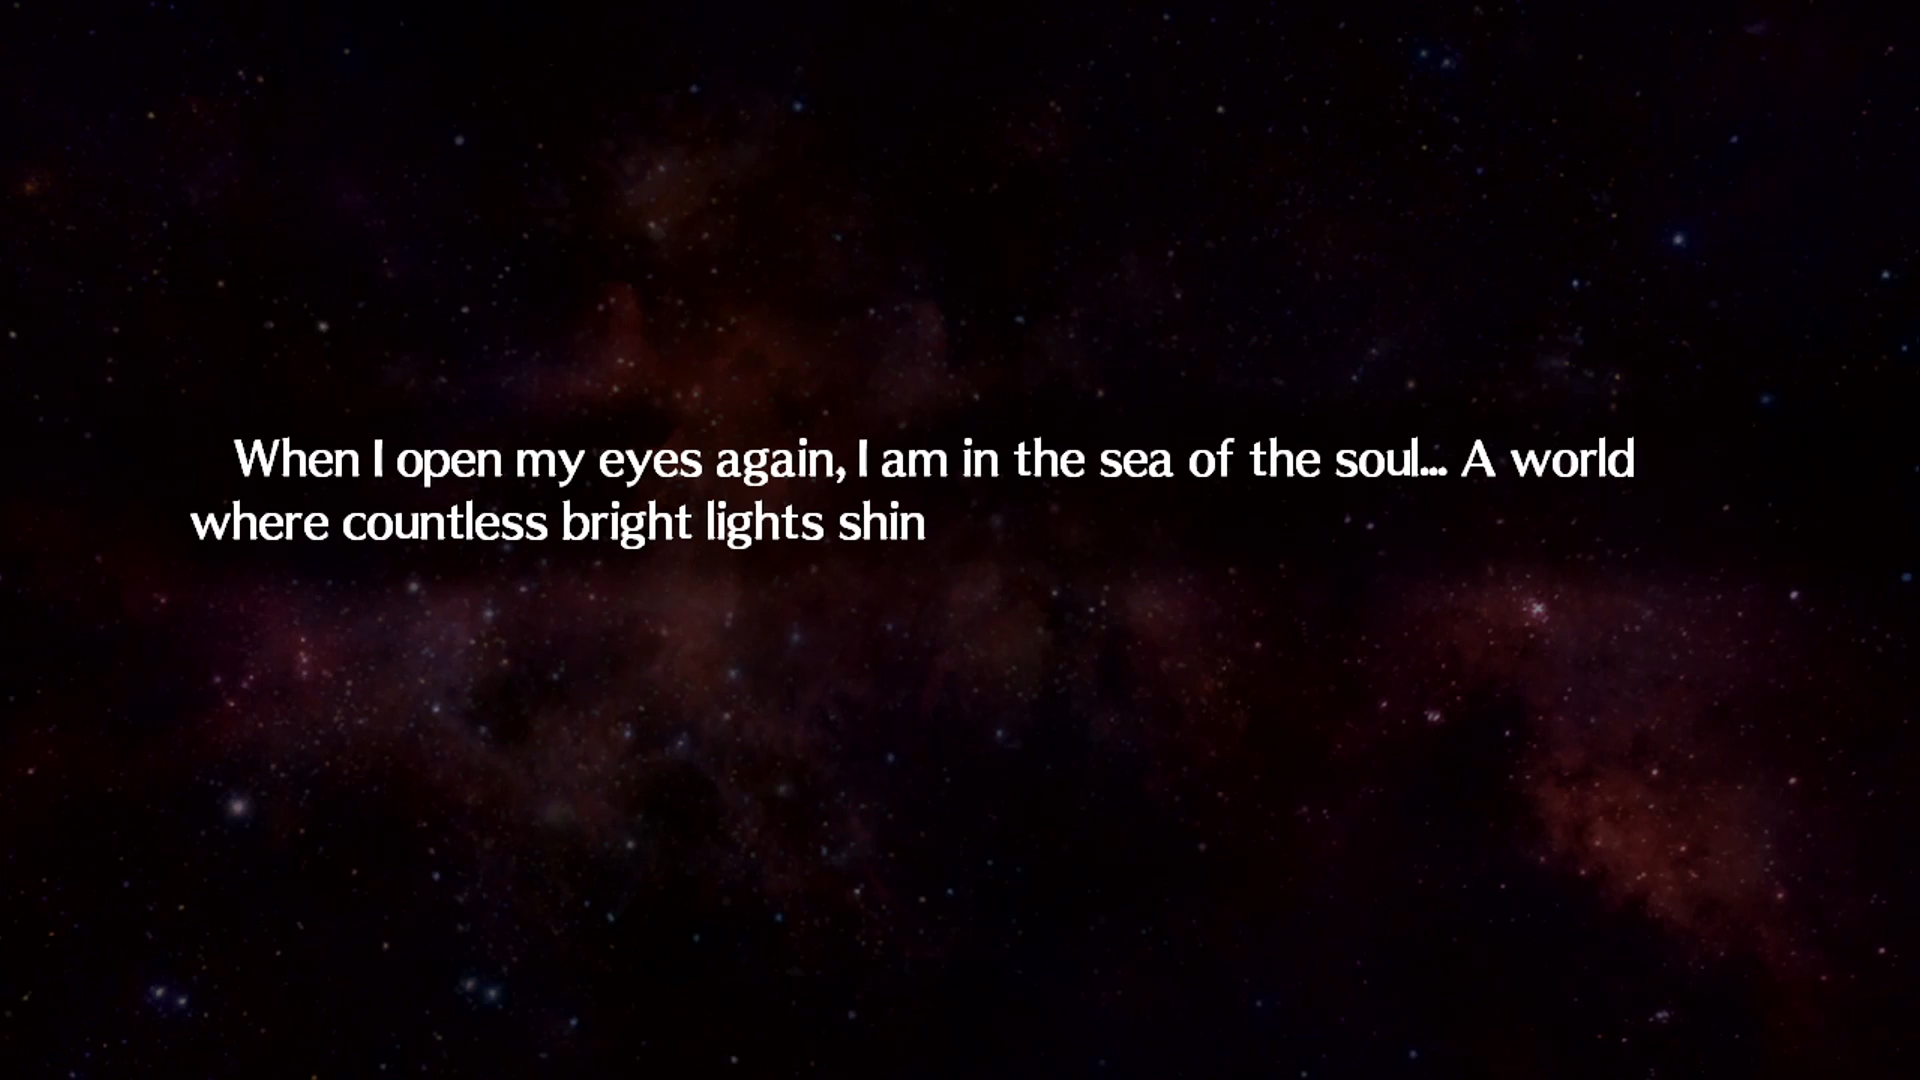 When I open my eyes again, I am in the sea of the soul... A world
where countless bright lights shin